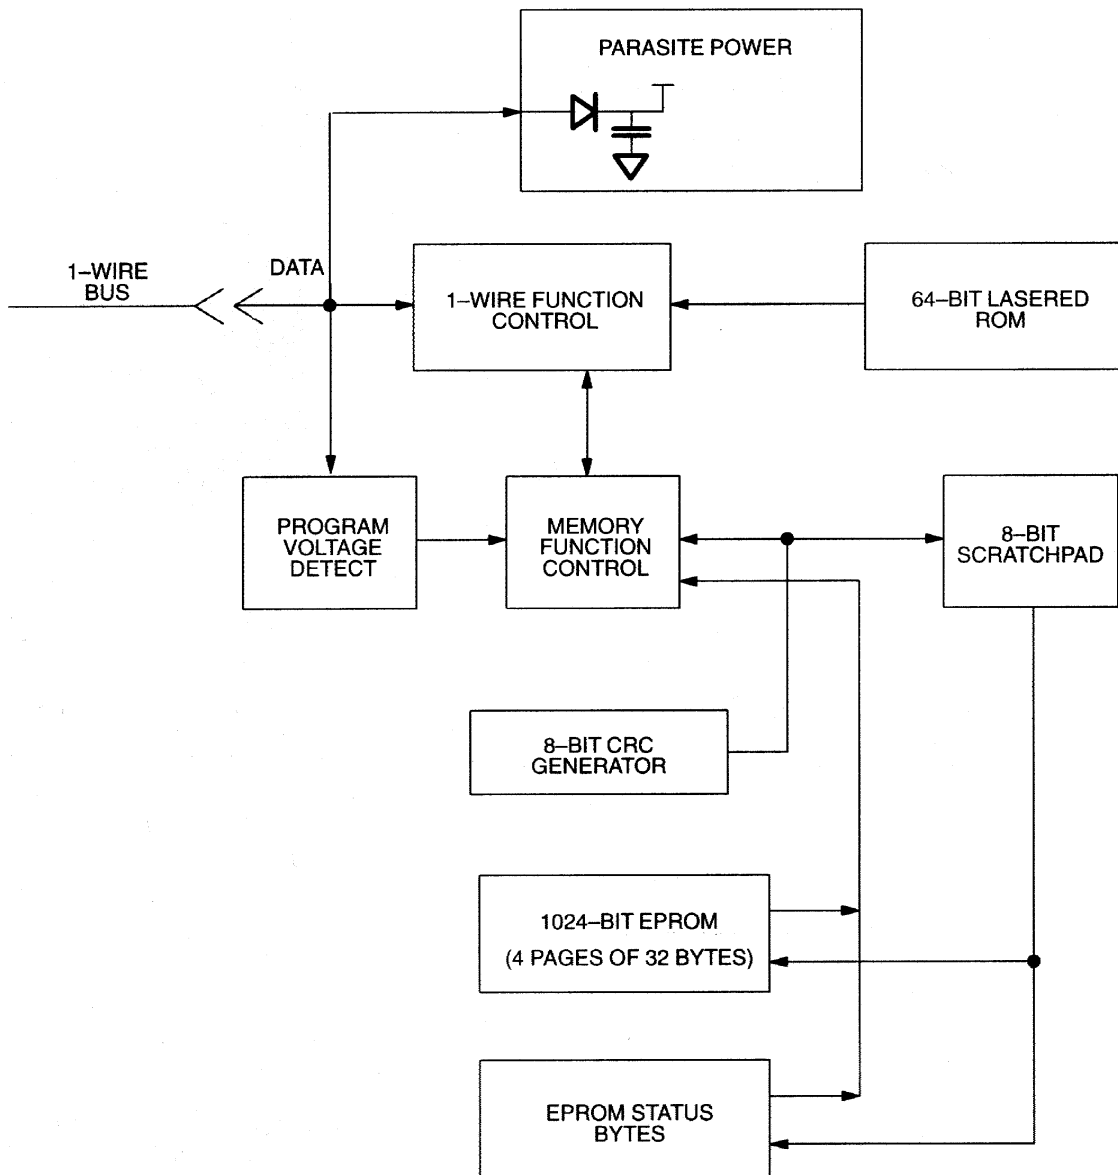 PARASITE POWER
1–WIRE
BUS
DATA
1–WIRE FUNCTION
CONTROL
64–BIT LASERED
ROM
PROGRAM
VOLTAGE
DETECT
MEMORY
FUNCTION
CONTROL
8–BIT
SCRATCHPAD
8–BIT CRC
GENERATOR
1024–BIT EPROM
(4 PAGES OF 32 BYTES)
EPROM STATUS
BYTES